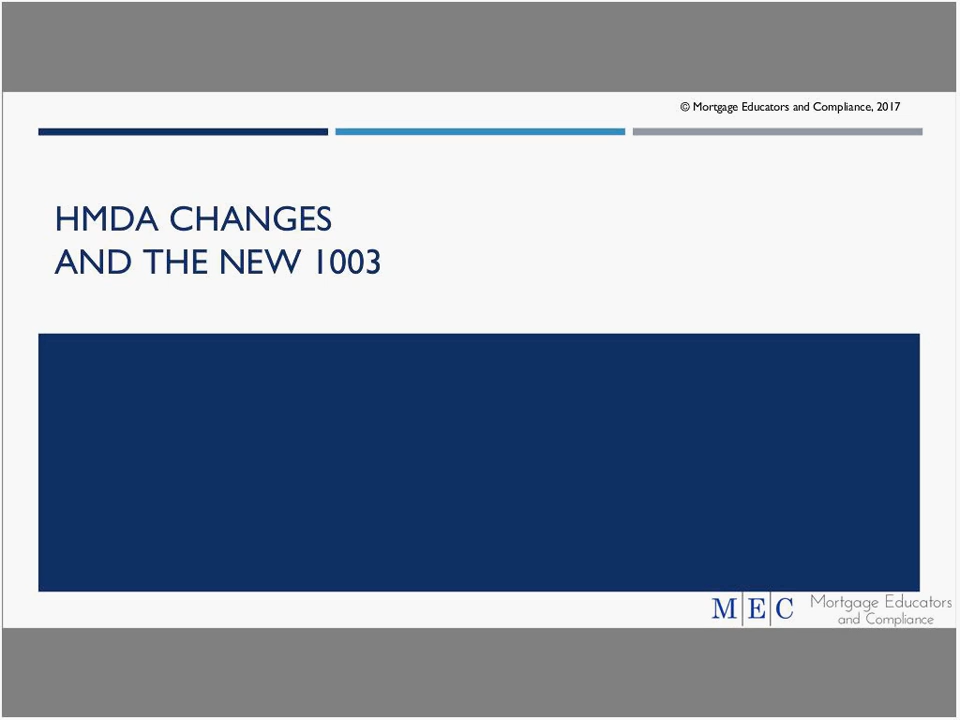 © Mortgage Educators and Compliance, 2017
HMDA CHANGES
AND THE NEW 1003
M E C
Mortgage Educators
and Compliance